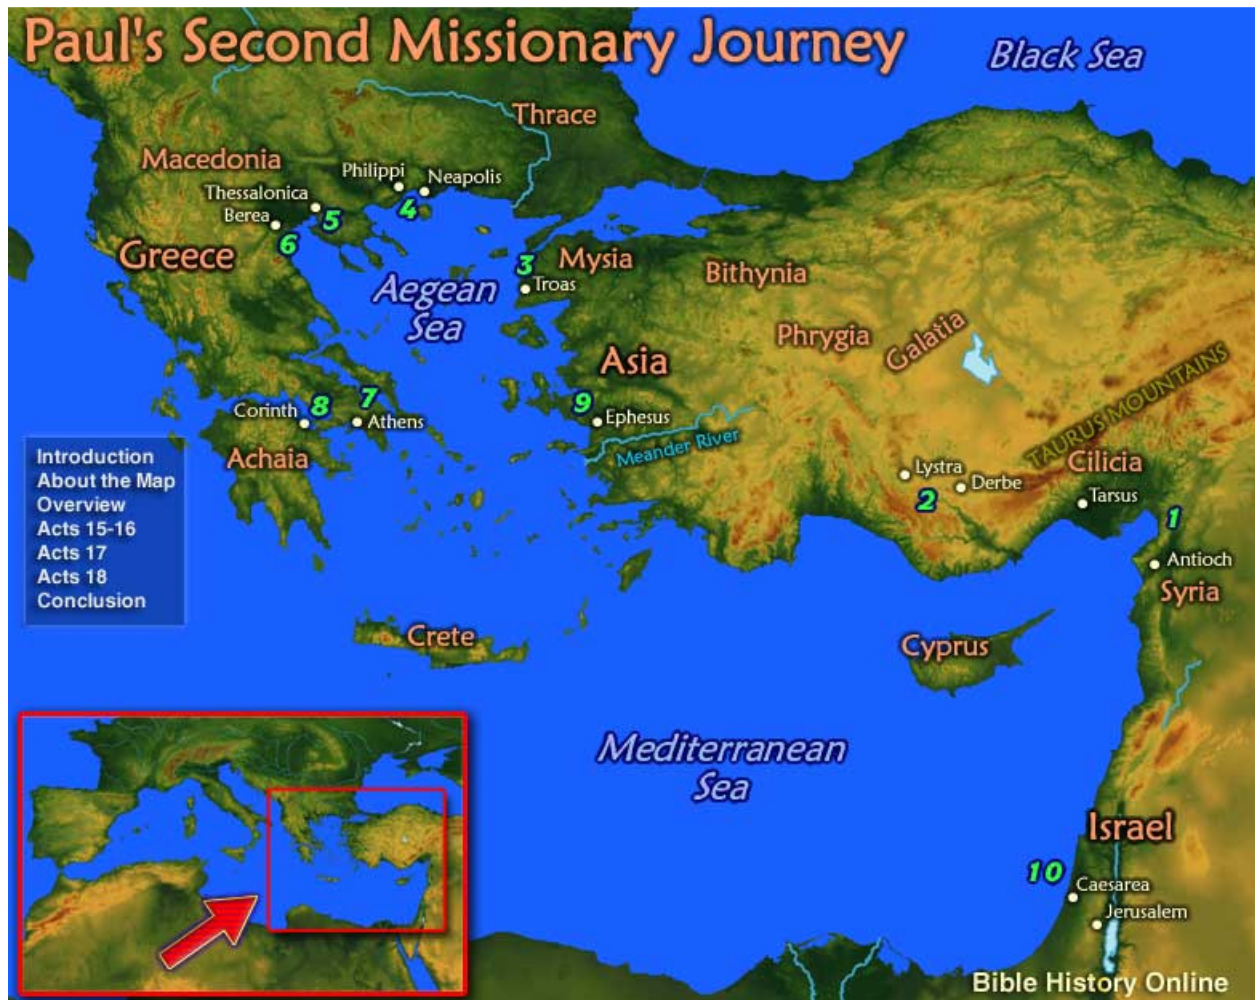 Paul's Second Missionary Journey
Black Sea
Thrace
Macedonia
Philippi
Neapolis
Thessalonica
Berea
4
5
6
Greece
3
Mysia
Troas
Bithynia
Aegean
Sea
Phrygia
Galatia
Asia
TAURUS MOUNTAINS
7
8
9
Corinth
Athens
Ephesus
Meander River
Achaia
Lystra
Derbe
Cilicia
Tarsus
2
1
Antioch
Syria
Introduction
About the Map
Overview
Acts 15-16
Acts 17
Acts 18
Conclusion
Crete
Cyprus
Mediterranean
Sea
Israel
10
Caesarea
Jerusalem
Bible History Online